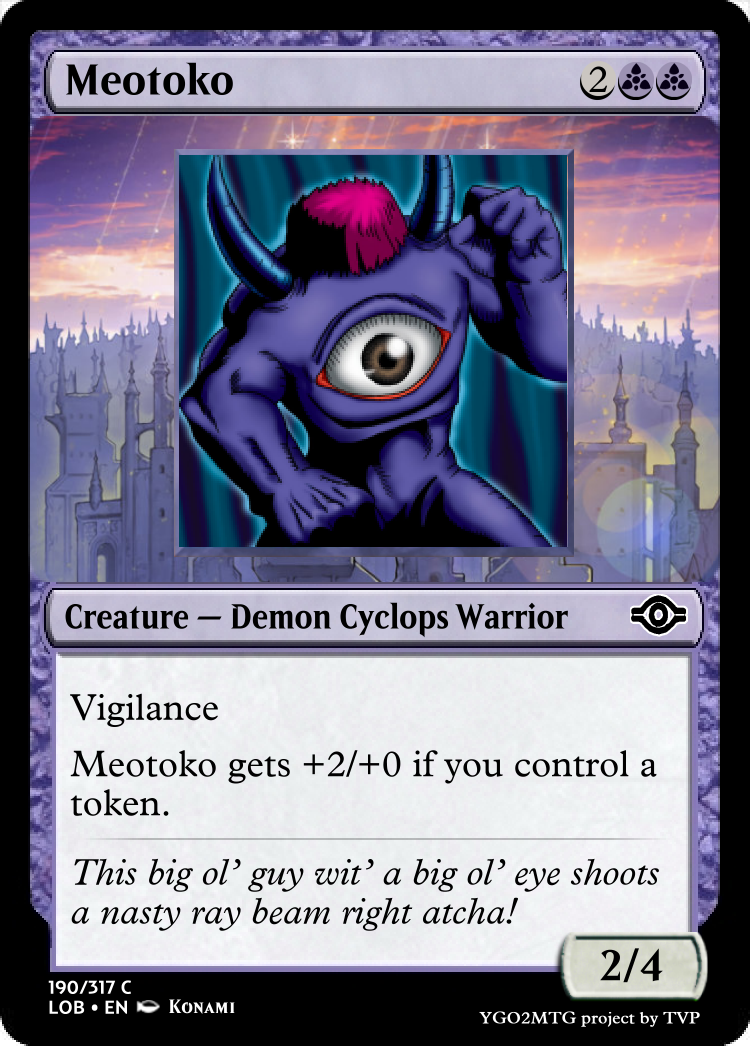 Meotoko 2
Creature — Demon Cyclops Warrior
Vigilance
Meotoko gets +2/+0 if you control a
token.
This big ol’ guy wit’ a big ol’ eye shoots
a nasty ray beam right atcha!
2/4
190/317 C
LOB • EN KONAMI
YGO2MTG project by TVP